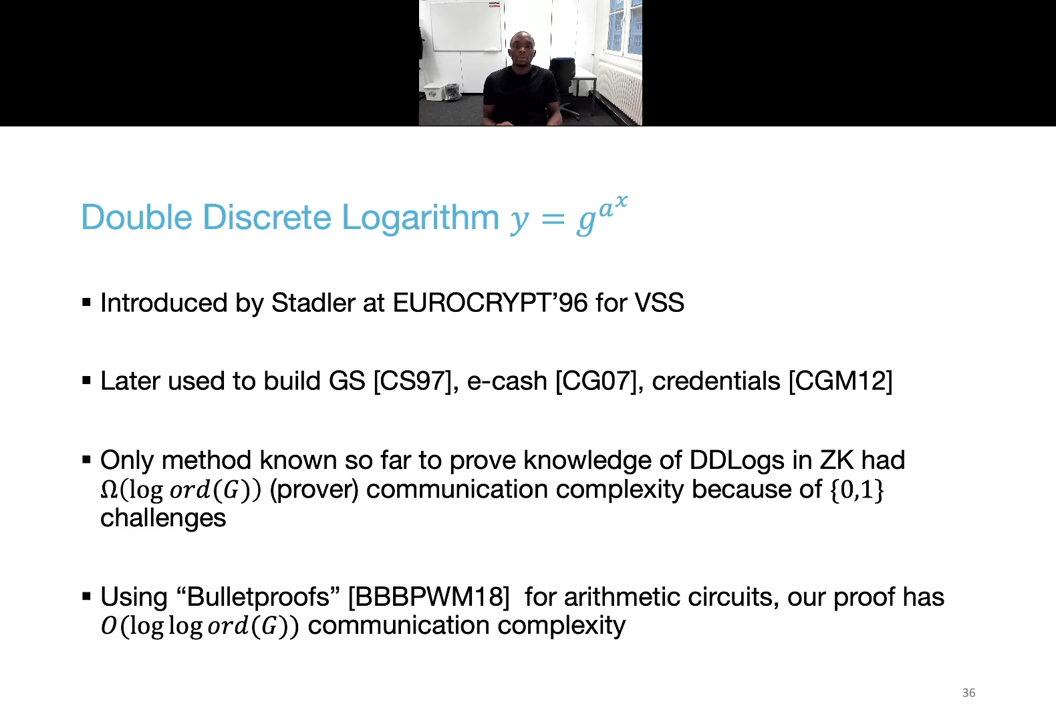 Double Discrete Logarithm $y = g^{a^x}$
▪ Introduced by Stadler at EUROCRYPT’96 for VSS
▪ Later used to build GS [CS97], e-cash [CG07], credentials [CGM12]
▪ Only method known so far to prove knowledge of DDLogs in ZK had
Ω(log ord(G)) (prover) communication complexity because of {0,1}
challenges
▪ Using “Bulletproofs” [BBBPWM18] for arithmetic circuits, our proof has
O(log log ord(G)) communication complexity
36